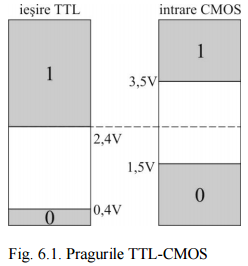 ieșire TTL
intrare CMOS
1
1
3,5V
2,4V
1,5V
0
0,4V
0
Fig. 6.1. Pragurile TTL-CMOS